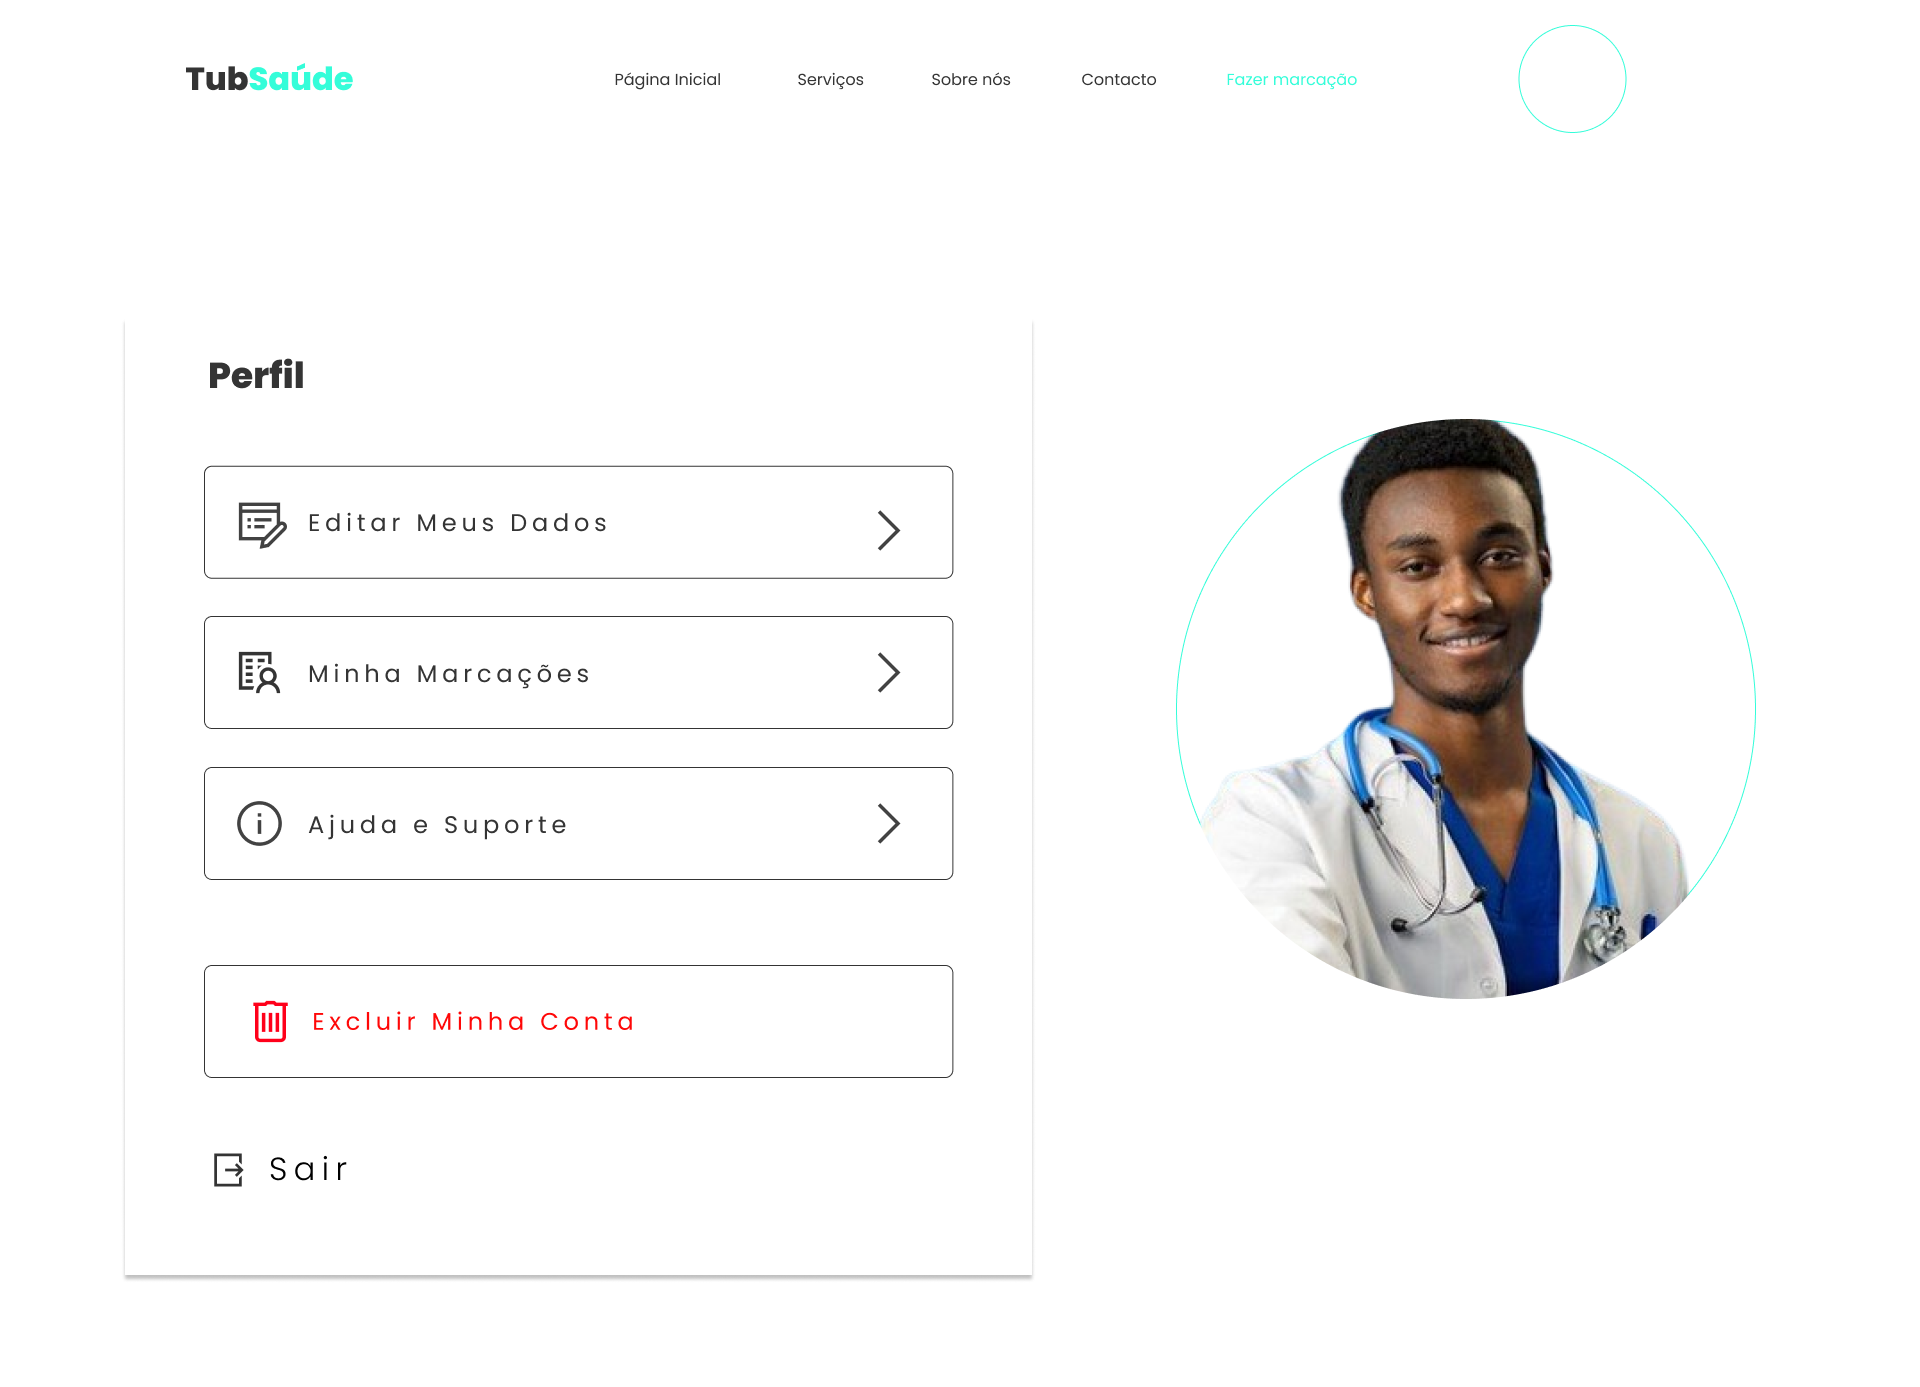 TubSaúde
Página Inicial
Serviços
Sobre nós
Contacto
Fazer marcação
Perfil
Editar Meus Dados
Minha Marcações
Ajuda e Suporte
Excluir Minha Conta
Sair